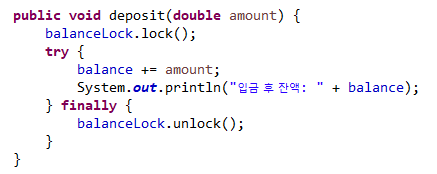 public void deposit(double amount) {
    balanceLock.lock();
    try {
        balance += amount;
        System.out.println("입금 후 잔액: " + balance);
    } finally {
        balanceLock.unlock();
    }
}